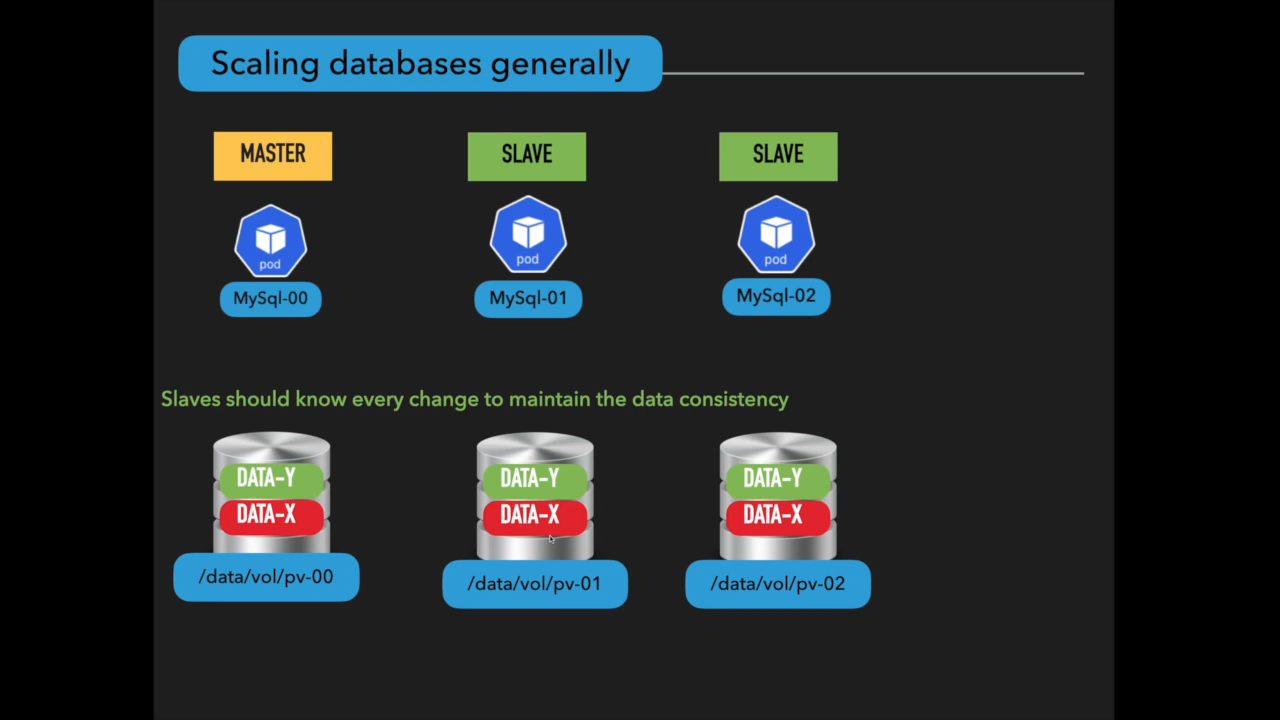 Scaling databases generally
MASTER
SLAVE
SLAVE
pod
pod
pod
MySql-00
MySql-01
MySql-02
Slaves should know every change to maintain the data consistency
DATA-Y
DATA-Y
DATA-Y
DATA-X
DATA-X
DATA-X
/data/vol/pv-00
/data/vol/pv-01
/data/vol/pv-02